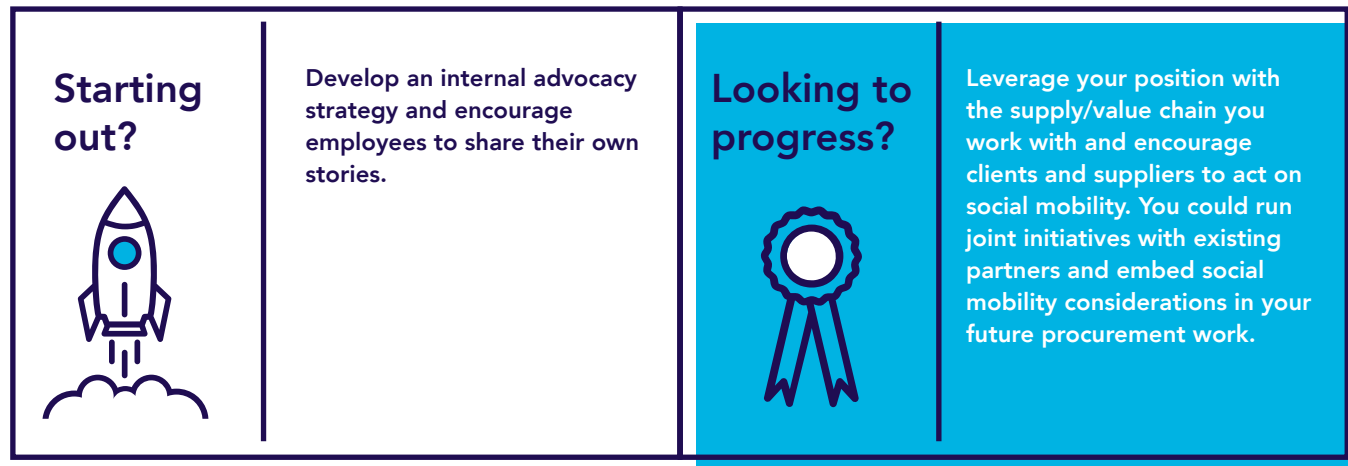 Starting
out?
Develop an internal advocacy
strategy and encourage
employees to share their own
stories.
Looking to
progress?
Leverage your position with
the supply/value chain you
work with and encourage
clients and suppliers to act on
social mobility. You could run
joint initiatives with existing
partners and embed social
mobility considerations in your
future procurement work.